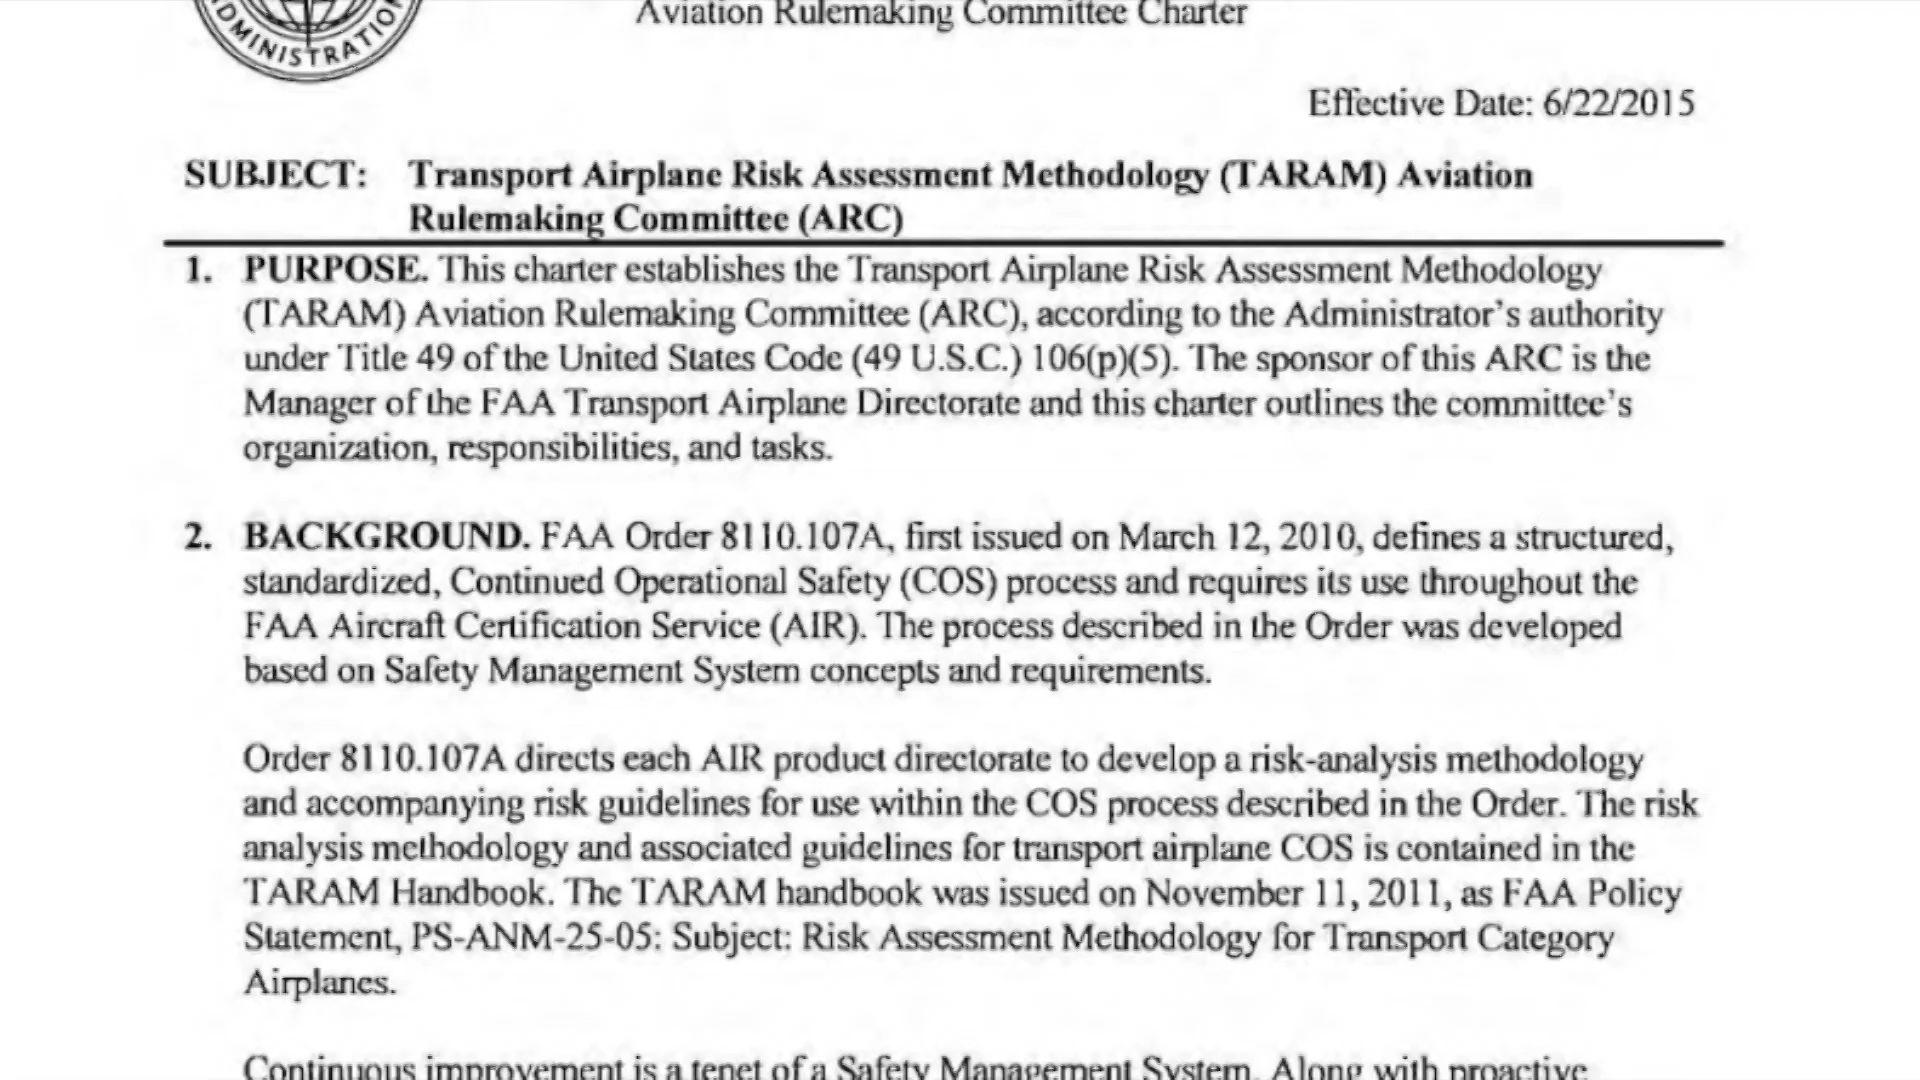 Aviation Rulemaking Committee Charter
ADMINISTRATION
Effective Date: 6/22/2015
SUBJECT: Transport Airplane Risk Assessment Methodology (TARAM) Aviation
Rulemaking Committee (ARC)
1. PURPOSE. This charter establishes the Transport Airplane Risk Assessment Methodology
(TARAM) Aviation Rulemaking Committee (ARC), according to the Administrator's authority
under Title 49 of the United States Code (49 U.S.C.) 106(p)(5). The sponsor of this ARC is the
Manager of the FAA Transport Airplane Directorate and this charter outlines the committee's
organization, responsibilities, and tasks.
2. BACKGROUND. FAA Order 8110.107A, first issued on March 12, 2010, defines a structured,
standardized, Continued Operational Safety (COS) process and requires its use throughout the
FAA Aircraft Certification Service (AIR). The process described in the Order was developed
based on Safety Management System concepts and requirements.
Order 8110.107A directs each AIR product directorate to develop a risk-analysis methodology
and accompanying risk guidelines for use within the COS process described in the Order. The risk
analysis methodology and associated guidelines for transport airplane COS is contained in the
TARAM Handbook. The TARAM handbook was issued on November 11, 2011, as FAA Policy
Statement, PS-ANM-25-05: Subject: Risk Assessment Methodology for Transport Category
Airplanes.
Continuous improvement is a tenet of a Safety Management System. Along with proactive